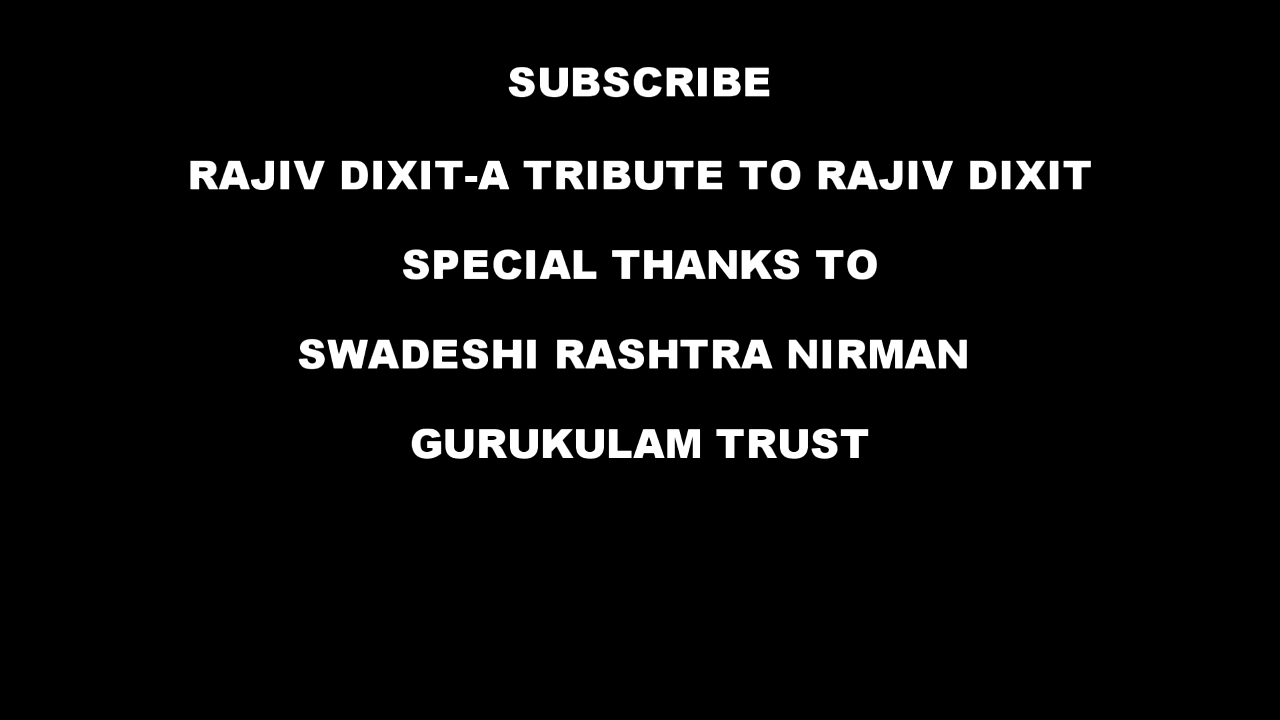 SUBSCRIBE
RAJIV DIXIT-A TRIBUTE TO RAJIV DIXIT
SPECIAL THANKS TO
SWADESHI RASHTRA NIRMAN
GURUKULAM TRUST